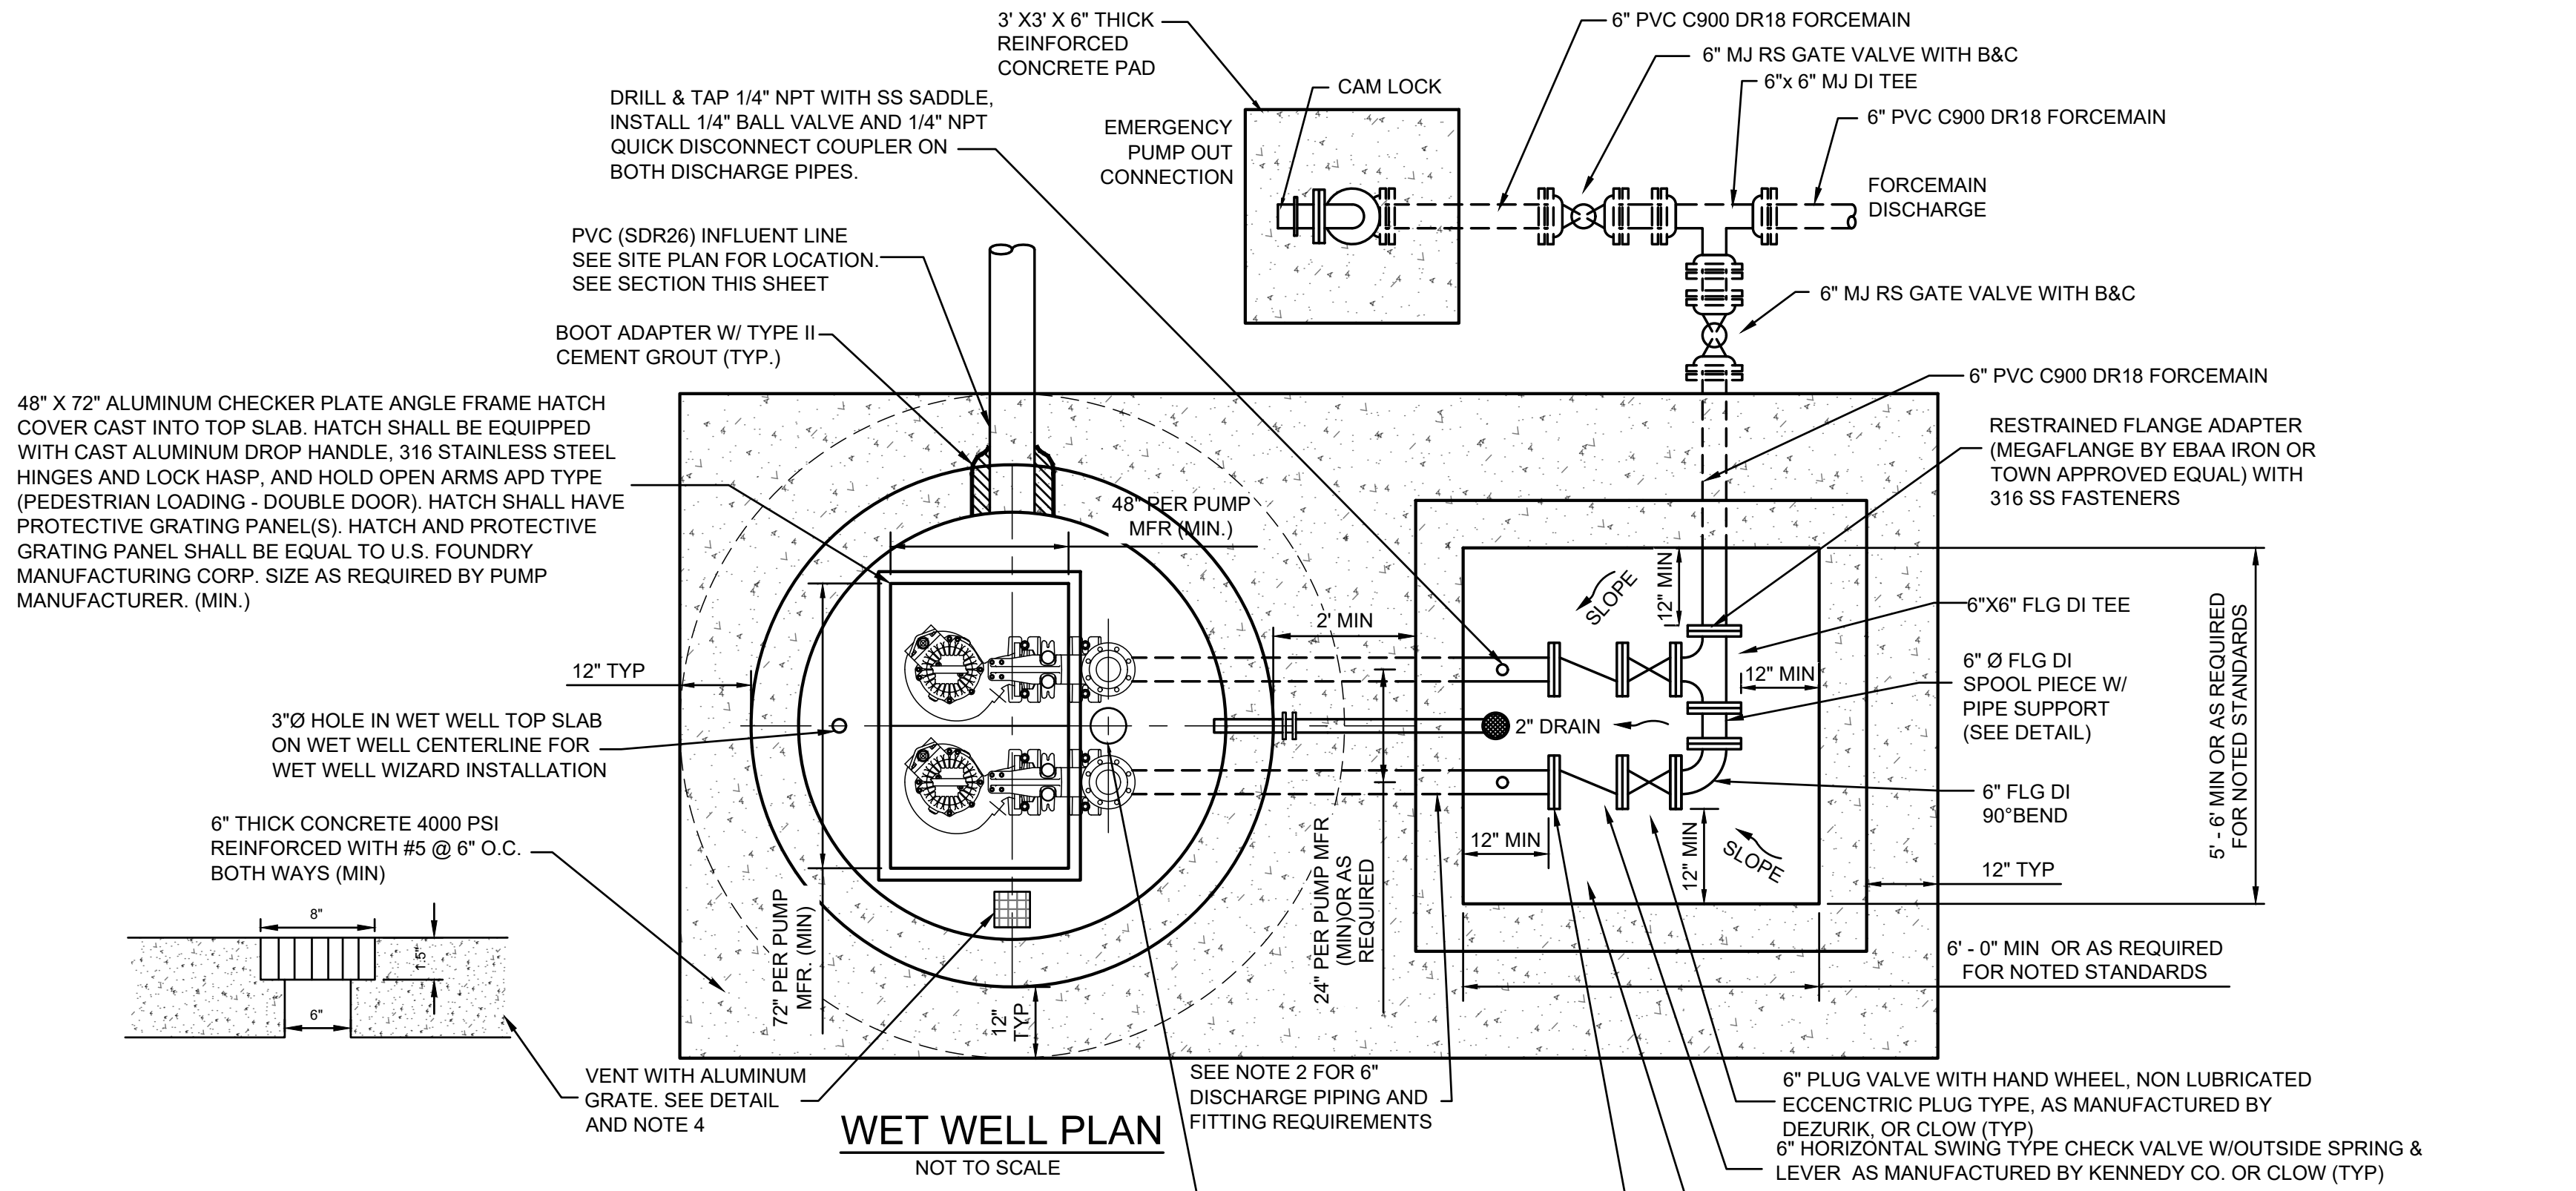 3' X3' X 6" THICK
REINFORCED
CONCRETE PAD
6" PVC C900 DR18 FORCEMAIN
6" MJ RS GATE VALVE WITH B&C
6"x 6" MJ DI TEE
6" PVC C900 DR18 FORCEMAIN
CAM LOCK
DRILL & TAP 1/4" NPT WITH SS SADDLE,
INSTALL 1/4" BALL VALVE AND 1/4" NPT
QUICK DISCONNECT COUPLER ON
BOTH DISCHARGE PIPES.
EMERGENCY
PUMP OUT
CONNECTION
FORCEMAIN
DISCHARGE
PVC (SDR26) INFLUENT LINE
SEE SITE PLAN FOR LOCATION.
SEE SECTION THIS SHEET
6" MJ RS GATE VALVE WITH B&C
BOOT ADAPTER W/ TYPE II
CEMENT GROUT (TYP.)
6" PVC C900 DR18 FORCEMAIN
48" X 72" ALUMINUM CHECKER PLATE ANGLE FRAME HATCH
COVER CAST INTO TOP SLAB. HATCH SHALL BE EQUIPPED
WITH CAST ALUMINUM DROP HANDLE, 316 STAINLESS STEEL
HINGES AND LOCK HASP, AND HOLD OPEN ARMS APD TYPE
(PEDESTRIAN LOADING - DOUBLE DOOR). HATCH SHALL HAVE
PROTECTIVE GRATING PANEL(S). HATCH AND PROTECTIVE
GRATING PANEL SHALL BE EQUAL TO U.S. FOUNDRY
MANUFACTURING CORP. SIZE AS REQUIRED BY PUMP
MANUFACTURER. (MIN.)
RESTRAINED FLANGE ADAPTER
(MEGAFLANGE BY EBAA IRON OR
TOWN APPROVED EQUAL) WITH
316 SS FASTENERS
48" PER PUMP
MFR (MIN.)
SLOPE
12" MIN
2' MIN
6"X6" FLG DI TEE
5' - 6' MIN OR AS REQUIRED
FOR NOTED STANDARDS
12" TYP
12" MIN
6" Ø FLG DI
SPOOL PIECE W/
PIPE SUPPORT
(SEE DETAIL)
3"Ø HOLE IN WET WELL TOP SLAB
ON WET WELL CENTERLINE FOR
WET WELL WIZARD INSTALLATION
2" DRAIN
6" FLG DI
90°BEND
6" THICK CONCRETE 4000 PSI
REINFORCED WITH #5 @ 6" O.C.
BOTH WAYS (MIN)
12" MIN
12" MIN
SLOPE
12" TYP
8"
1.5"
6"
72" PER PUMP
MFR. (MIN)
12"
TYP
24" PER PUMP MFR
(MIN)OR AS
REQUIRED
6' - 0" MIN OR AS REQUIRED
FOR NOTED STANDARDS
VENT WITH ALUMINUM
GRATE. SEE DETAIL
AND NOTE 4
SEE NOTE 2 FOR 6"
DISCHARGE PIPING AND
FITTING REQUIREMENTS
6" PLUG VALVE WITH HAND WHEEL, NON LUBRICATED
ECCENCTRIC PLUG TYPE, AS MANUFACTURED BY
DEZURIK, OR CLOW (TYP)
6" HORIZONTAL SWING TYPE CHECK VALVE W/OUTSIDE SPRING &
LEVER AS MANUFACTURED BY KENNEDY CO. OR CLOW (TYP)
WET WELL PLAN
NOT TO SCALE